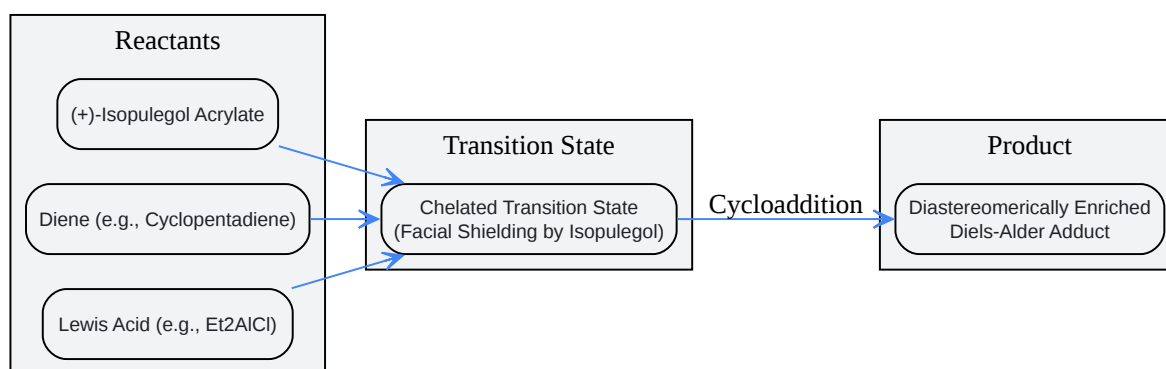 Reactants
(+)-Isopulegol Acrylate
Diene (e.g., Cyclopentadiene)
Lewis Acid (e.g., Et2AlCl)
Transition State
Chelated Transition State
(Facial Shielding by Isopulegol)
Cycloaddition
Product
Diastereomerically Enriched
Diels-Alder Adduct